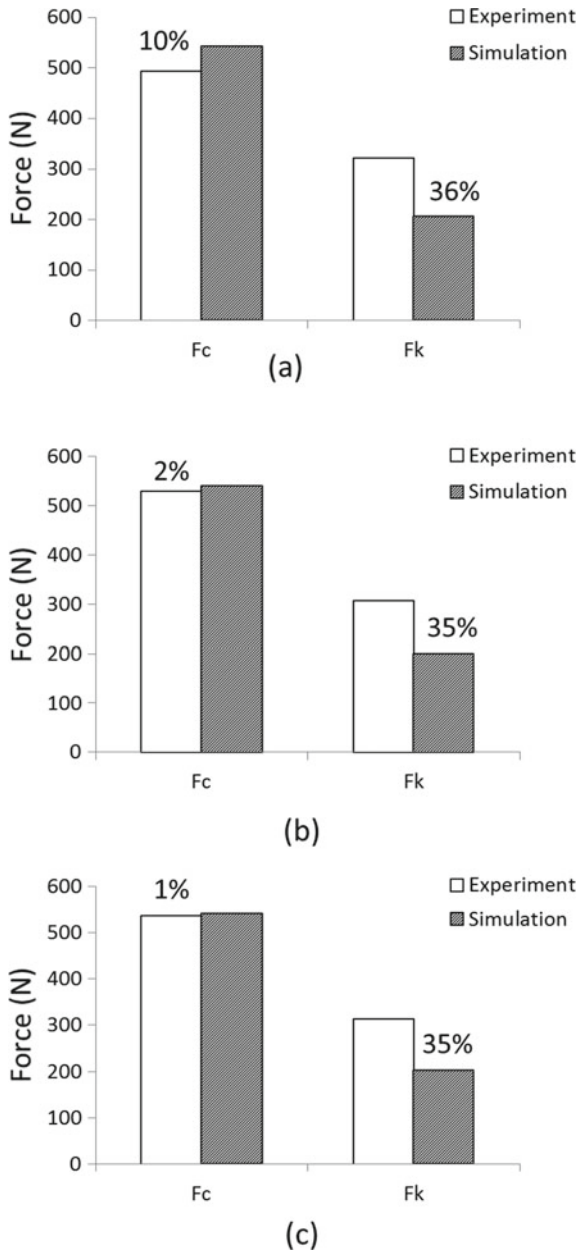 600
500
400
300
200
100
0
Force (N)
10%
36%
Experiment
Simulation
Fc
Fk
(a)
600
500
400
300
200
100
0
Force (N)
2%
35%
Experiment
Simulation
Fc
Fk
(b)
600
500
400
300
200
100
0
Force (N)
1%
35%
Experiment
Simulation
Fc
Fk
(c)